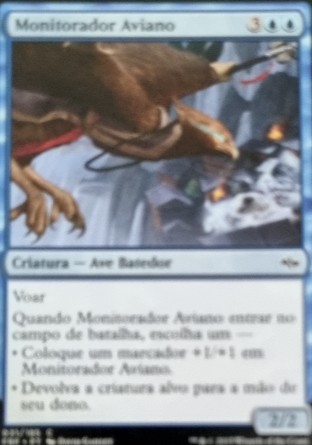 Monitorador Aviano 3
Criatura — Ave Batedor
Voar
Quando Monitorador Aviano entrar no
campo de batalha, escolha um —
• Coloque um marcador +1/+1 em
Monitorador Aviano.
• Devolva a criatura alvo para a mão de
seu dono.
2/2